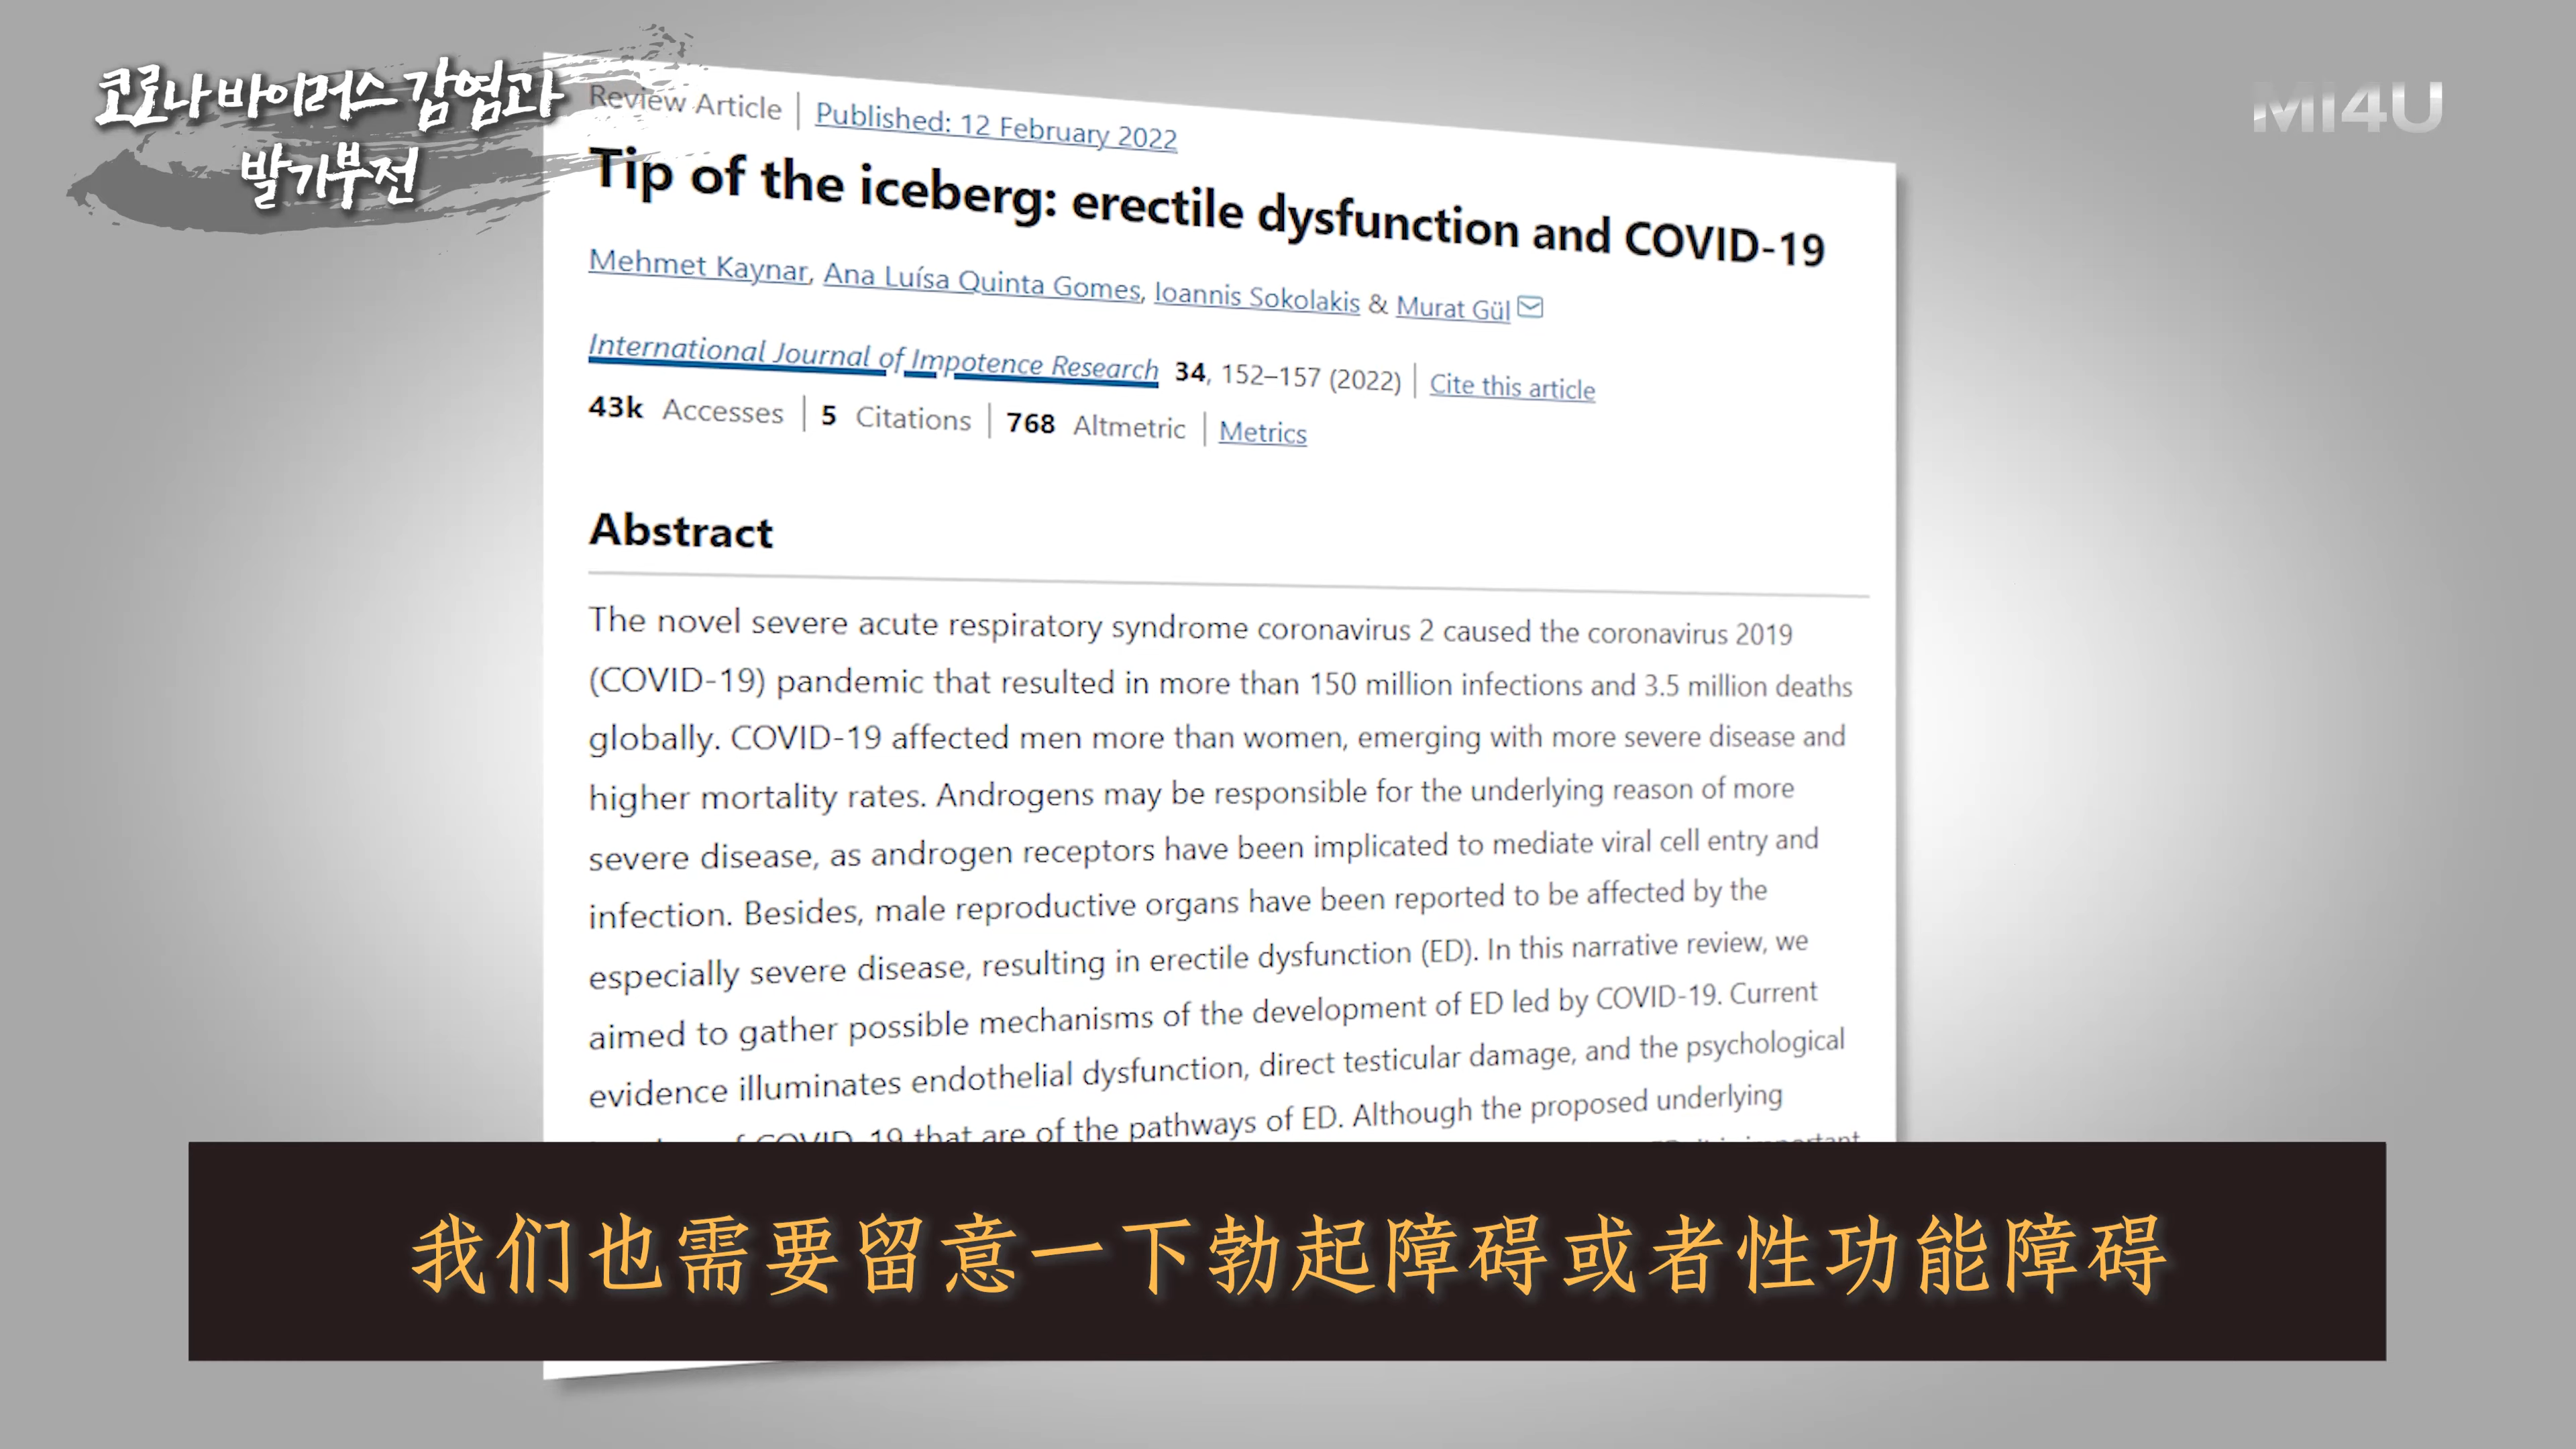 코로나 바이러스 감염과
발기부전
MI4U
Review Article | Published: 12 February 2022
Tip of the iceberg: erectile dysfunction and COVID-19
Mehmet Kaynar, Ana Luísa Quinta Gomes, Ioannis Sokolakis & Murat Gül
International Journal of Impotence Research 34, 152–157 (2022) | Cite this article
43k Accesses | 5 Citations | 768 Altmetric | Metrics
Abstract
The novel severe acute respiratory syndrome coronavirus 2 caused the coronavirus 2019
(COVID-19) pandemic that resulted in more than 150 million infections and 3.5 million deaths
globally. COVID-19 affected men more than women, emerging with more severe disease and
higher mortality rates. Androgens may be responsible for the underlying reason of more
severe disease, as androgen receptors have been implicated to mediate viral cell entry and
infection. Besides, male reproductive organs have been reported to be affected by the
especially severe disease, resulting in erectile dysfunction (ED). In this narrative review, we
aimed to gather possible mechanisms of the development of ED led by COVID-19. Current
evidence illuminates endothelial dysfunction, direct testicular damage, and the psychological
COVID-19 that are of the pathways of ED. Although the proposed underlying
important
我们也需要留意一下勃起障碍或者性功能障碍